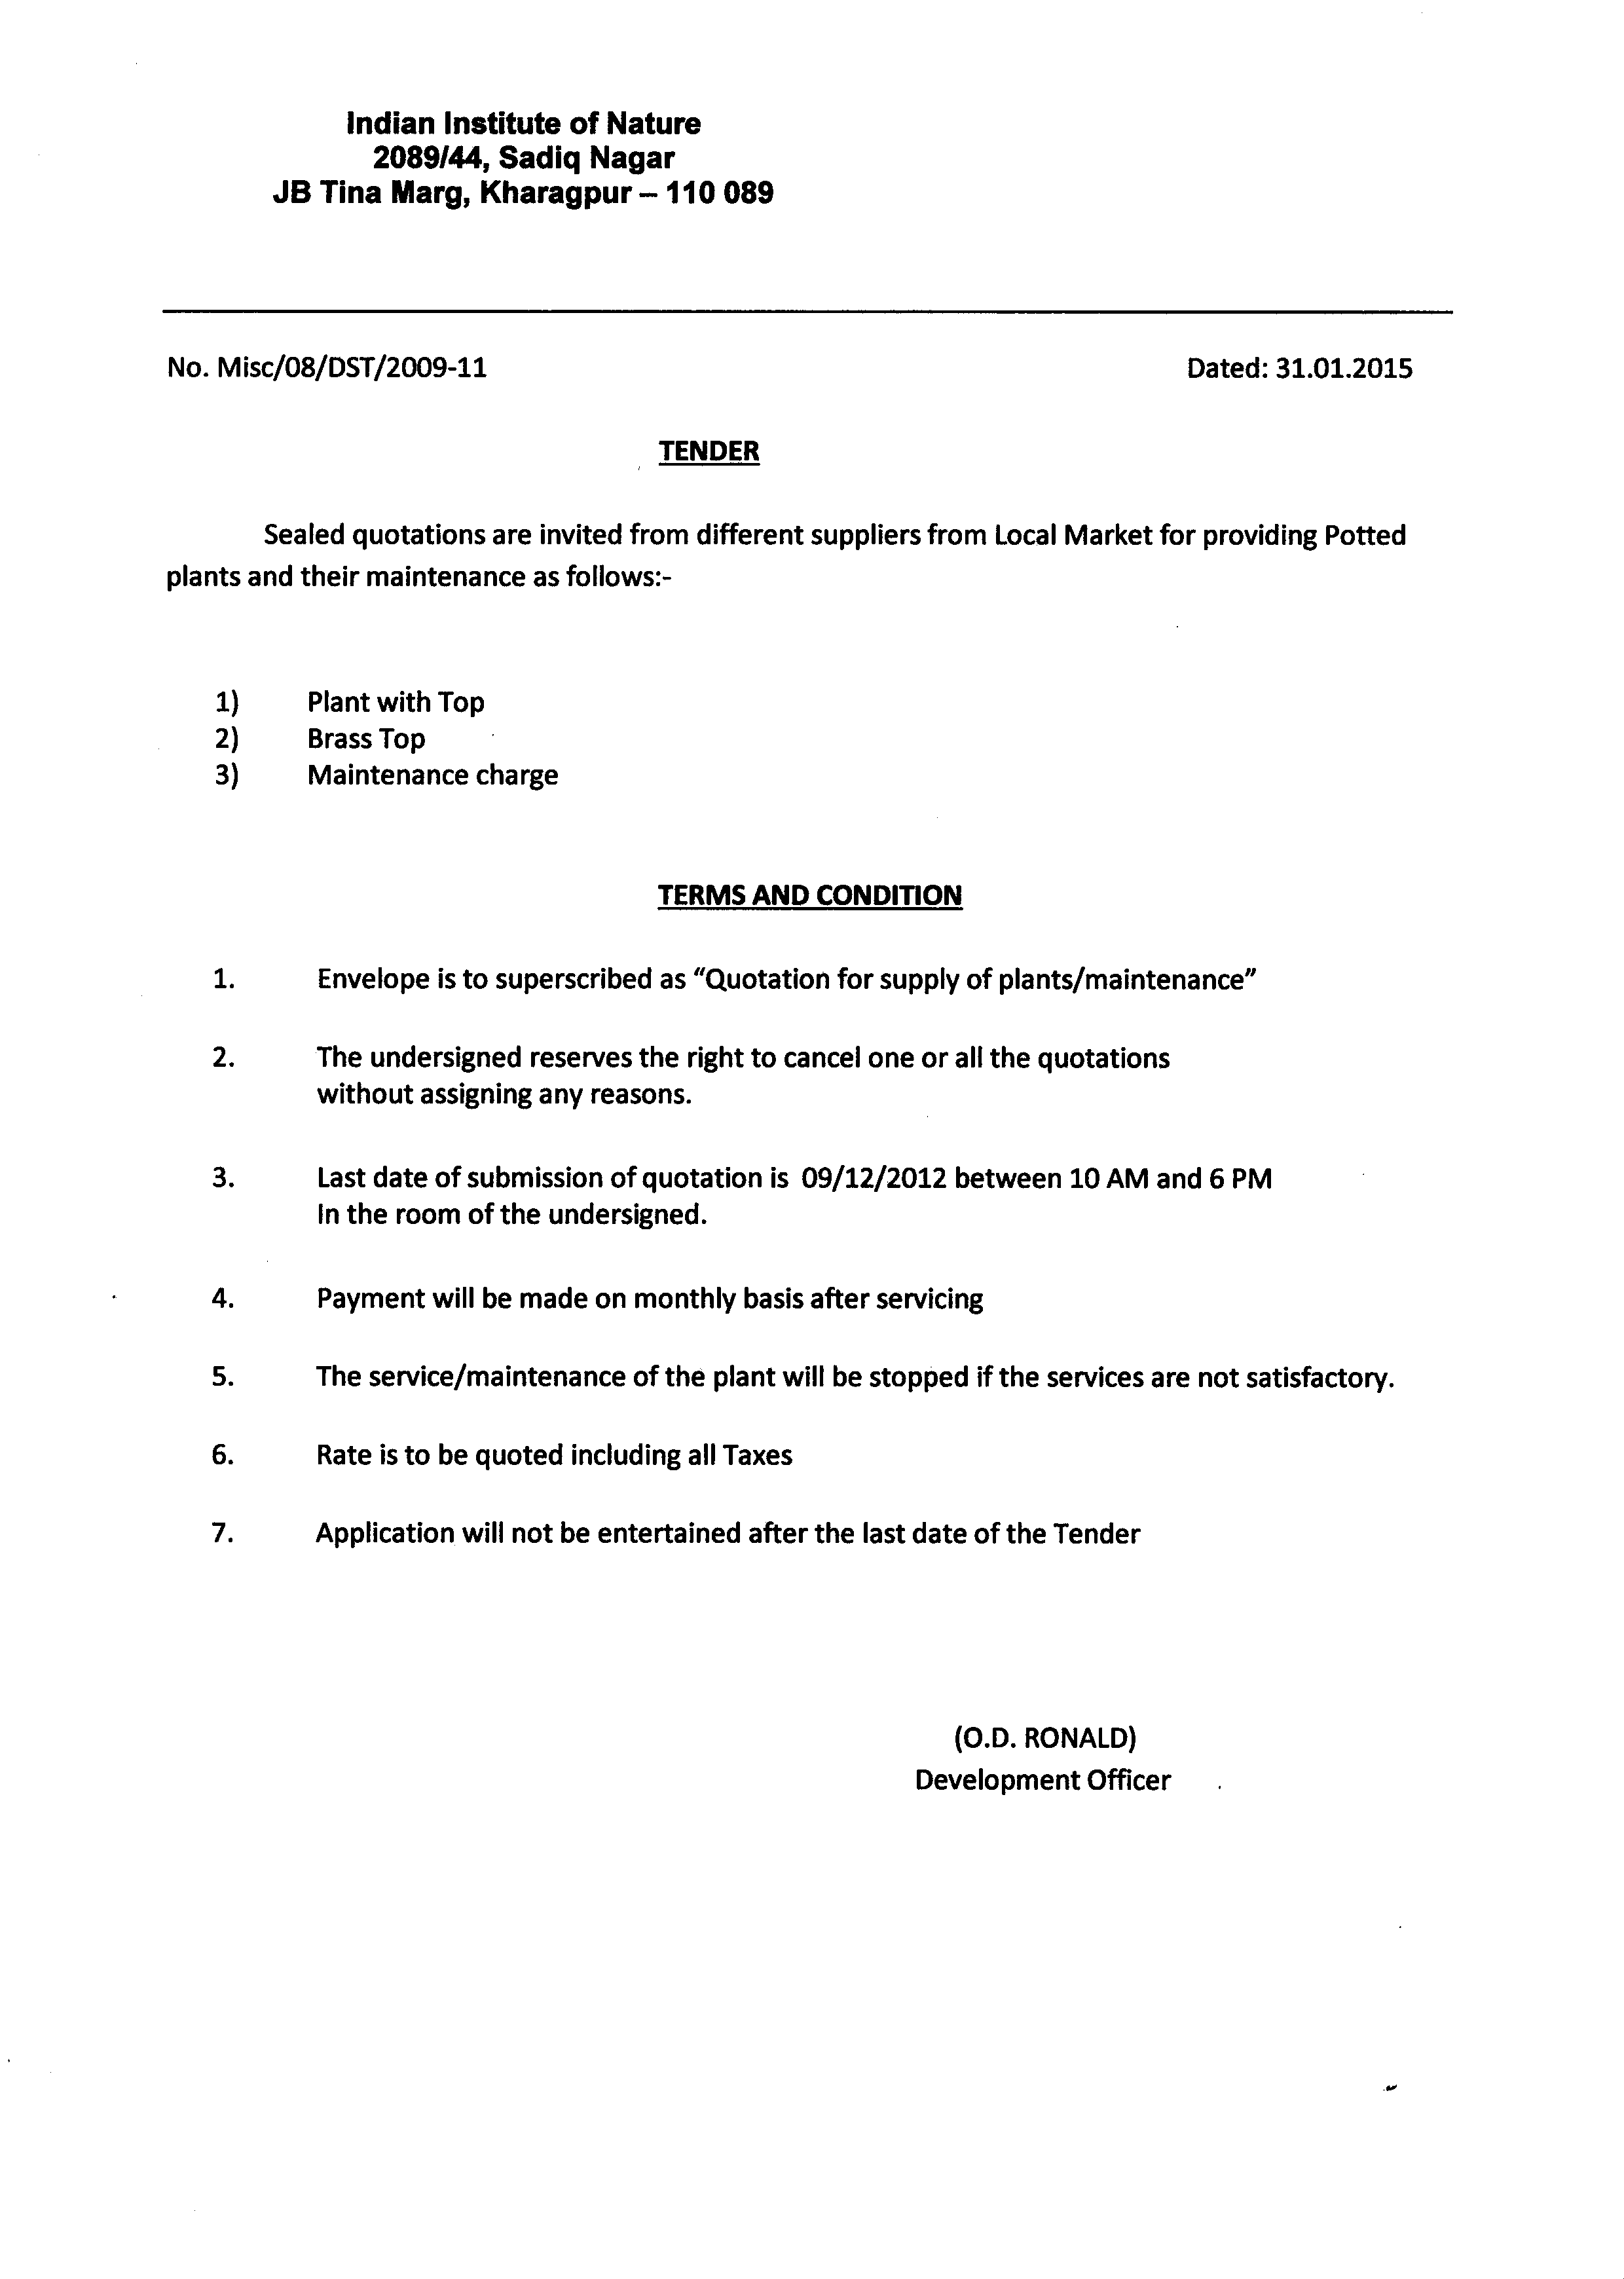 Indian Institute of Nature
2089/44, Sadiq Nagar
JB Tina Marg, Kharagpur – 110 089
No. Misc/08/DST/2009-11 Dated: 31.01.2015
TENDER
Sealed quotations are invited from different suppliers from Local Market for providing Potted
plants and their maintenance as follows:-
1) Plant with Top
2) Brass Top
3) Maintenance charge
TERMS AND CONDITION
1. Envelope is to superscribed as “Quotation for supply of plants/maintenance”
2. The undersigned reserves the right to cancel one or all the quotations
without assigning any reasons.
3. Last date of submission of quotation is 09/12/2012 between 10 AM and 6 PM
In the room of the undersigned.
4. Payment will be made on monthly basis after servicing
5. The service/maintenance of the plant will be stopped if the services are not satisfactory.
6. Rate is to be quoted including all Taxes
7. Application will not be entertained after the last date of the Tender
(O.D. RONALD)
Development Officer